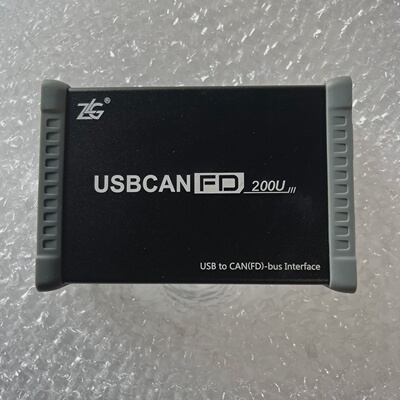 ZLG®
USBCANFD 200U
USB to CAN(FD)-bus Interface